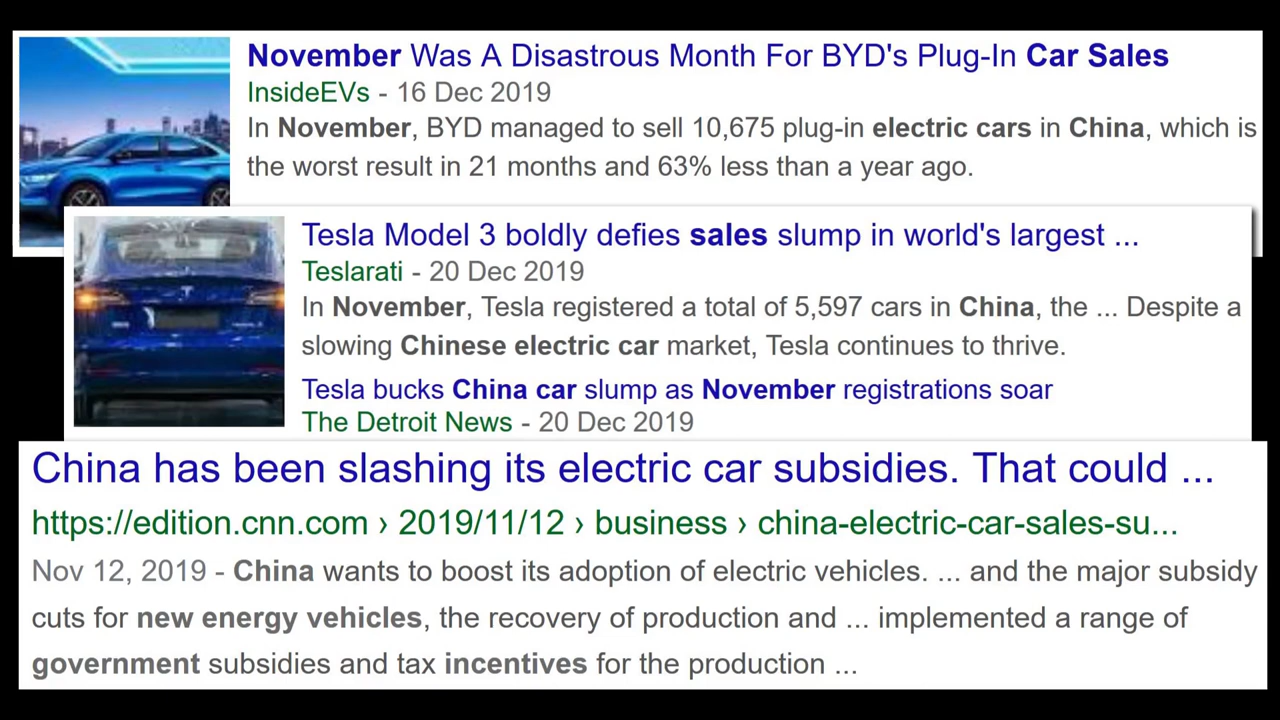 November Was A Disastrous Month For BYD's Plug-In Car Sales
InsideEVs - 16 Dec 2019
In November, BYD managed to sell 10,675 plug-in electric cars in China, which is
the worst result in 21 months and 63% less than a year ago.
Tesla Model 3 boldly defies sales slump in world's largest ...
Teslarati - 20 Dec 2019
In November, Tesla registered a total of 5,597 cars in China, the ... Despite a
slowing Chinese electric car market, Tesla continues to thrive.
Tesla bucks China car slump as November registrations soar
The Detroit News - 20 Dec 2019
China has been slashing its electric car subsidies. That could ...
https://edition.cnn.com › 2019/11/12 › business › china-electric-car-sales-su...
Nov 12, 2019 - China wants to boost its adoption of electric vehicles. ... and the major subsidy
cuts for new energy vehicles, the recovery of production and ... implemented a range of
government subsidies and tax incentives for the production ...